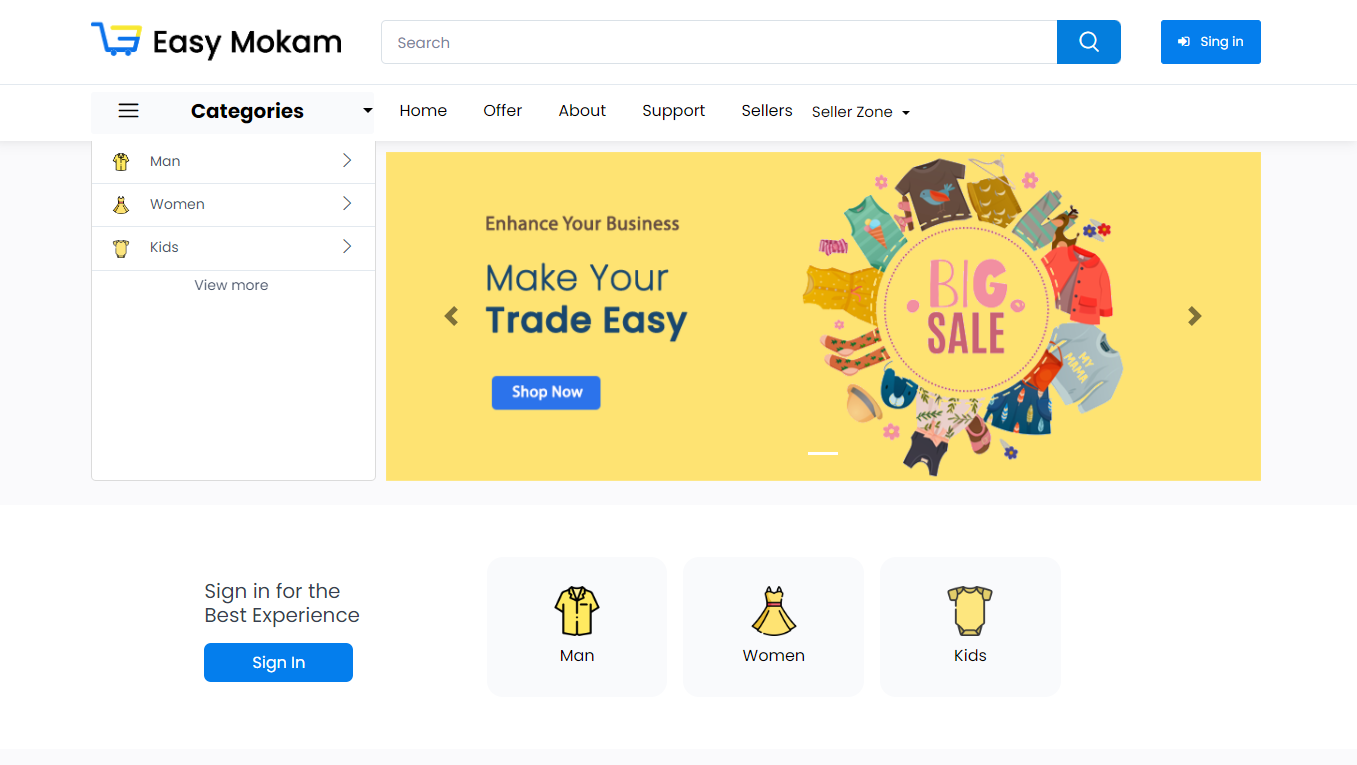 Easy Mokam
Search
Sing in
Categories
Home
Offer
About
Support
Sellers
Seller Zone
Man
Women
Kids
View more
Enhance Your Business
Make Your
Trade Easy
Shop Now
BIG
SALE
MY
MAMA
Sign in for the
Best Experience
Sign In
Man
Women
Kids